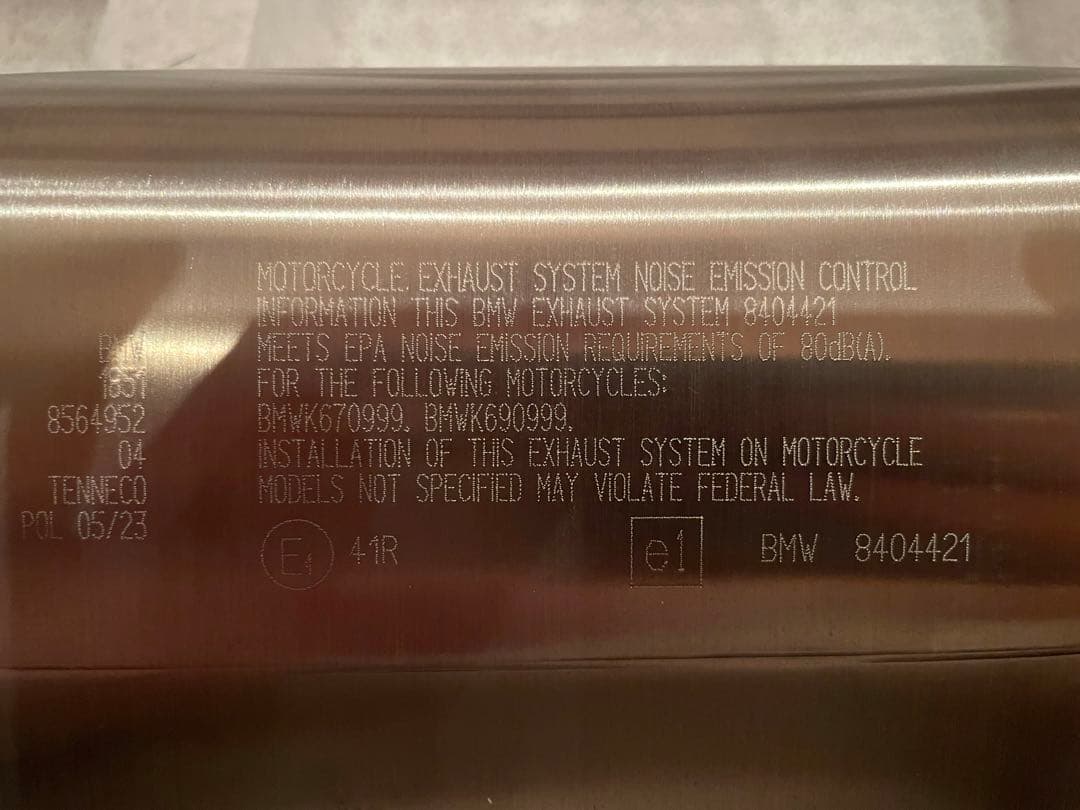 MOTORCYCLE EXHAUST SYSTEM NOISE EMISSION CONTROL
INFORMATION THIS BMW EXHAUST SYSTEM 8404421
MEETS EPA NOISE EMISSION REQUIREMENTS OF 80dB(A).
FOR THE FOLLOWING MOTORCYCLES:
BMWK670999. BMWK690999.
INSTALLATION OF THIS EXHAUST SYSTEM ON MOTORCYCLE
MODELS NOT SPECIFIED MAY VIOLATE FEDERAL LAW.
BMW
1851
8564952
04
TENNECO
POL 05/23
E1 41R
e1
BMW 8404421